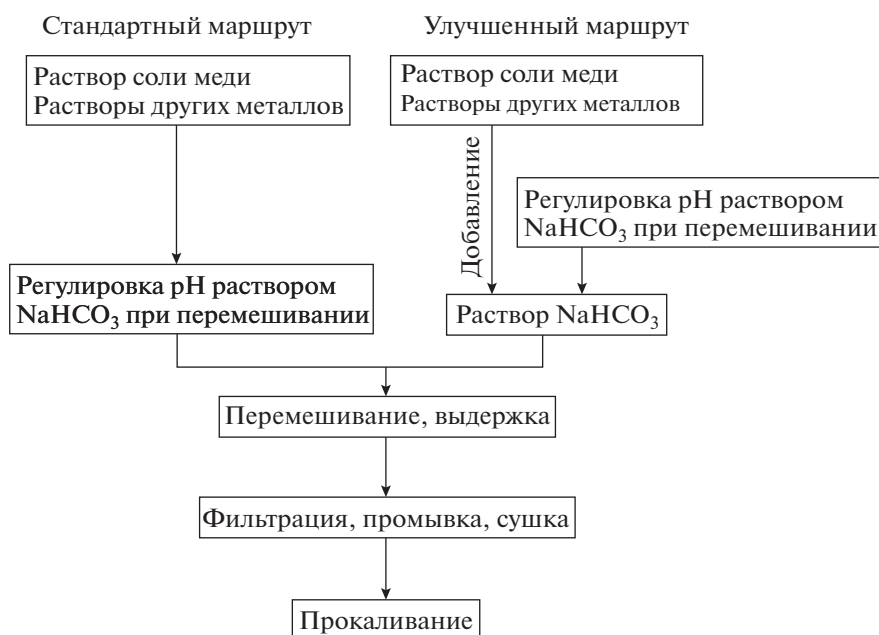 Стандартный маршрут
Улучшенный маршрут
Раствор соли меди
Растворы других металлов
Раствор соли меди
Растворы других металлов
Добавление
Регулировка pH раствором
NaHCO₃ при перемешивании
Регулировка pH раствором
NaHCO₃ при перемешивании
Раствор NaHCO₃
Перемешивание, выдержка
Фильтрация, промывка, сушка
Прокаливание